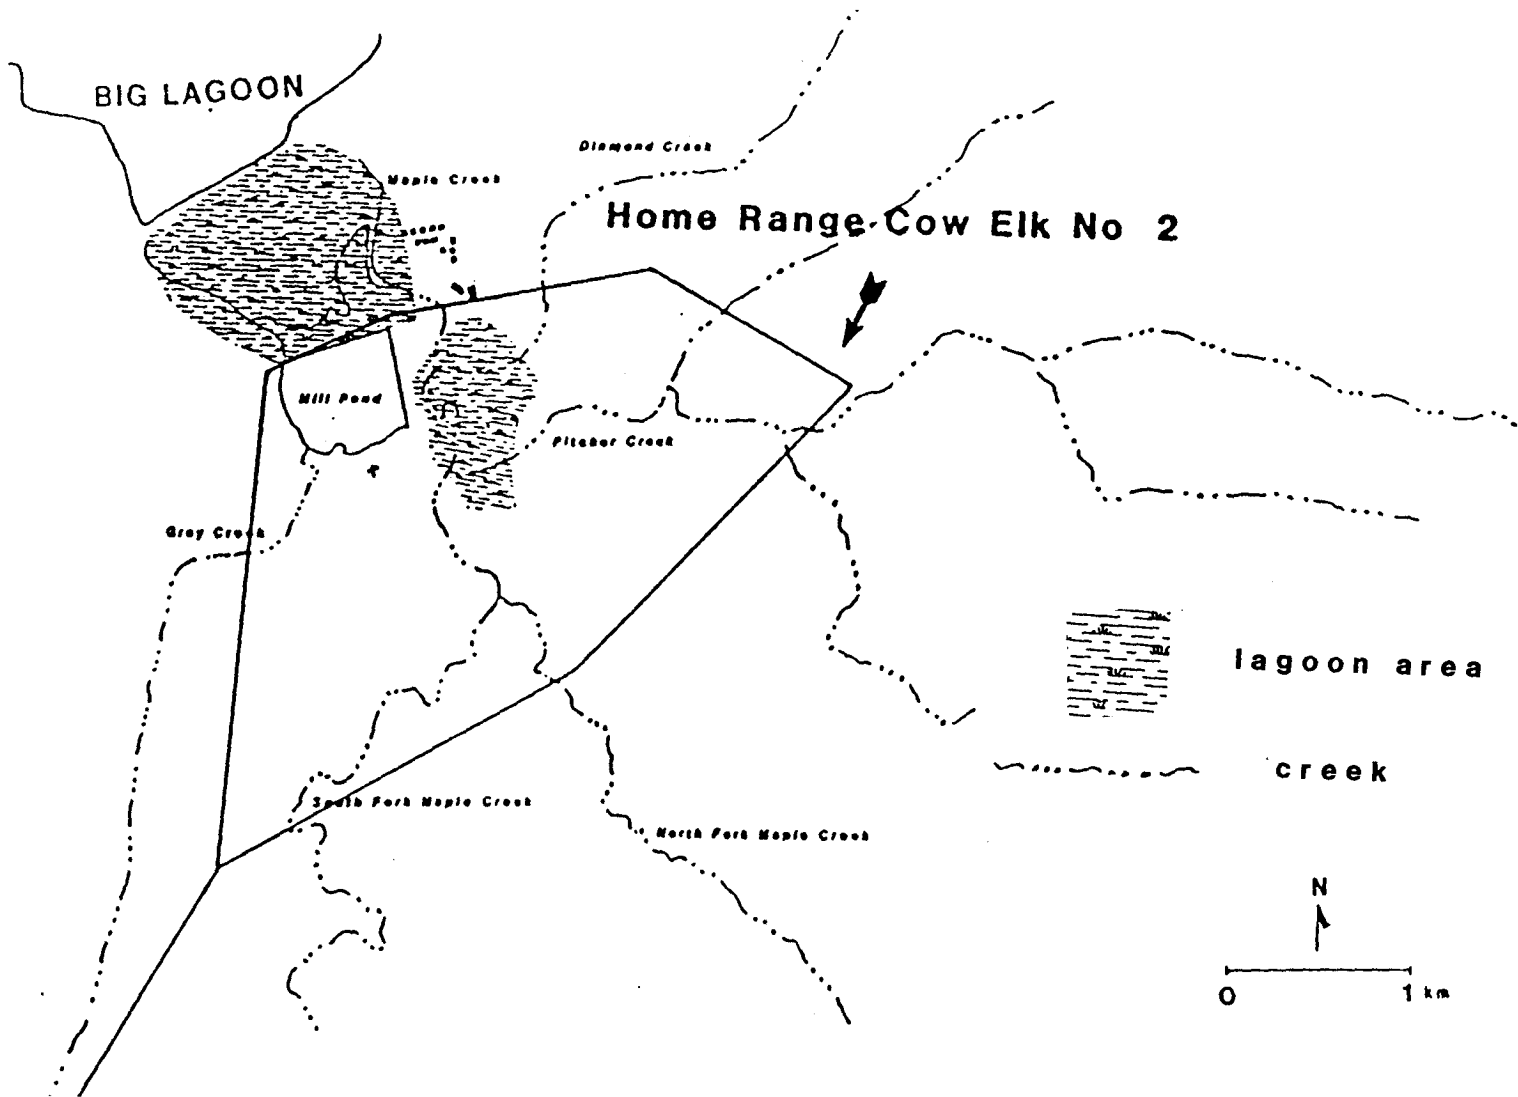 BIG LAGOON
Diamond Creek
Maple Creek
Home Range-Cow Elk No 2
Mill Pond
Pitcher Creek
Gray Creek
lagoon area
creek
South Fork Maple Creek
North Fork Maple Creek
N
0 1 km